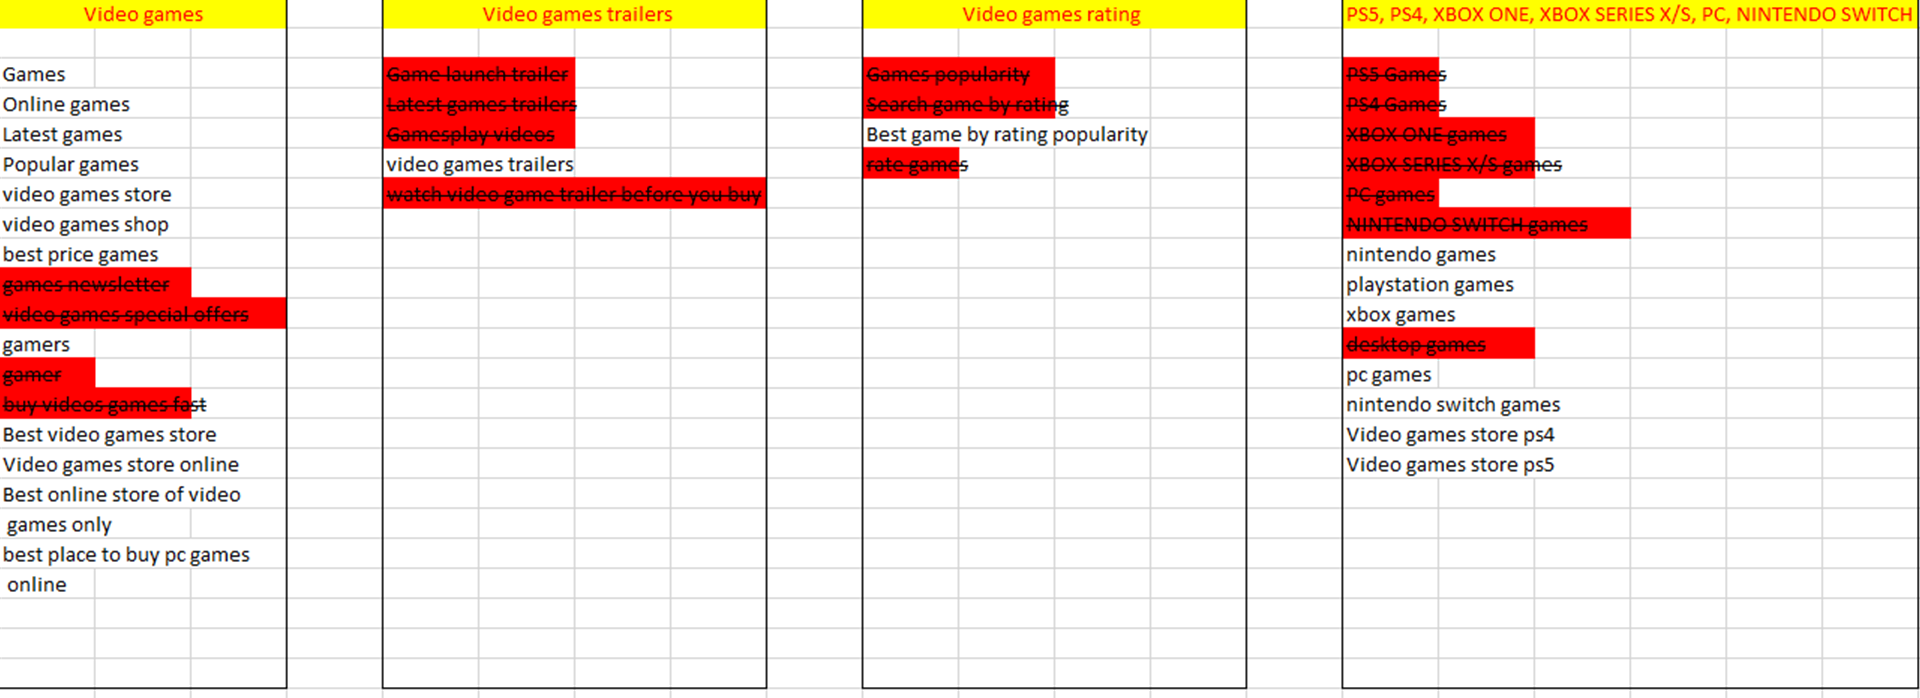 Video games
Games
Online games
Latest games
Popular games
video games store
video games shop
best price games
games newsletter
video games special offers
gamers
gamer
buy videos games fast
Best video games store
Video games store online
Best online store of video
games only
best place to buy pc games
online
Video games trailers
Game launch trailer
Latest games trailers
Gamesplay videos
video games trailers
watch video game trailer before you buy
Video games rating
Games popularity
Search game by rating
Best game by rating popularity
rate games
PS5, PS4, XBOX ONE, XBOX SERIES X/S, PC, NINTENDO SWITCH
PS5 Games
PS4 Games
XBOX ONE games
XBOX SERIES X/S games
PC games
NINTENDO SWITCH games
nintendo games
playstation games
xbox games
desktop games
pc games
nintendo switch games
Video games store ps4
Video games store ps5